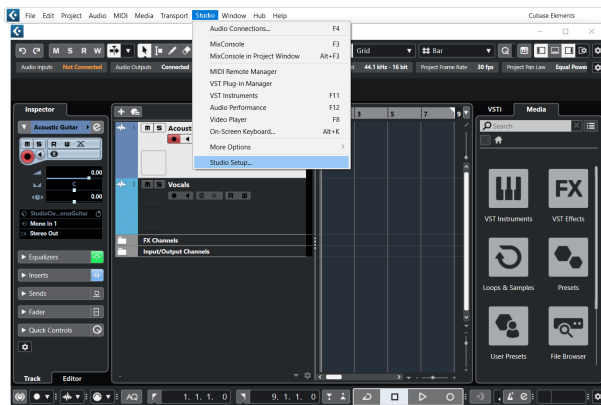 File Edit Project Audio MIDI Media Transport Studio Window Hub Help Cubase Elements
M S R W Grid Bar
Audio Inputs Not Connected Audio Outputs Connected 44.1 kHz - 16 bit Project Frame Rate 30 fps Project Pan Law Equal Power
Audio Connections... F4
MixConsole F3
MixConsole in Project Window Alt+F3
MIDI Remote Manager
VST Plug-in Manager
VST Instruments F11
Audio Performance F12
Video Player F8
On-Screen Keyboard... Alt+K
More Options
Studio Setup...
Inspector
Acoustic Guitar
M S R W
0.00
C
0.00
Mono In 1
Stereo Out
Equalizers
Inserts
Sends
Fader
Quick Controls
Track Editor
1 M S Acoust
2 M S Vocals
e R W
FX Channels
Input/Output Channels
3 5 7 9
VSTi Media
Search
VST Instruments VST Effects
FX
Loops & Samples Presets
User Presets File Browser
AQ 1. 1. 1. 0 9. 1. 1. 0